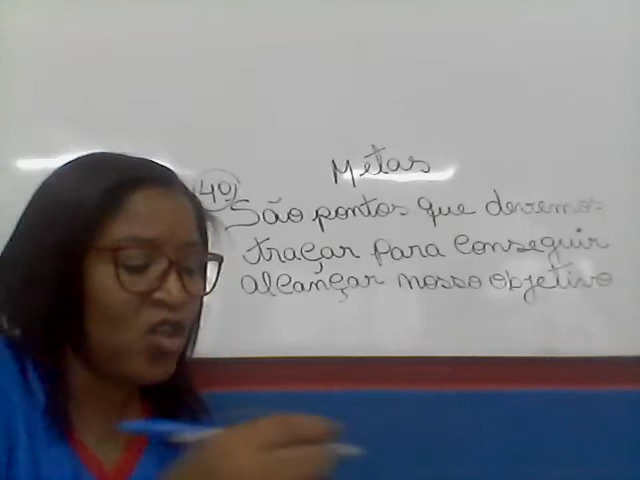 Metas
40) São pontos que devemos
traçar para conseguir
alcançar nosso objetivo